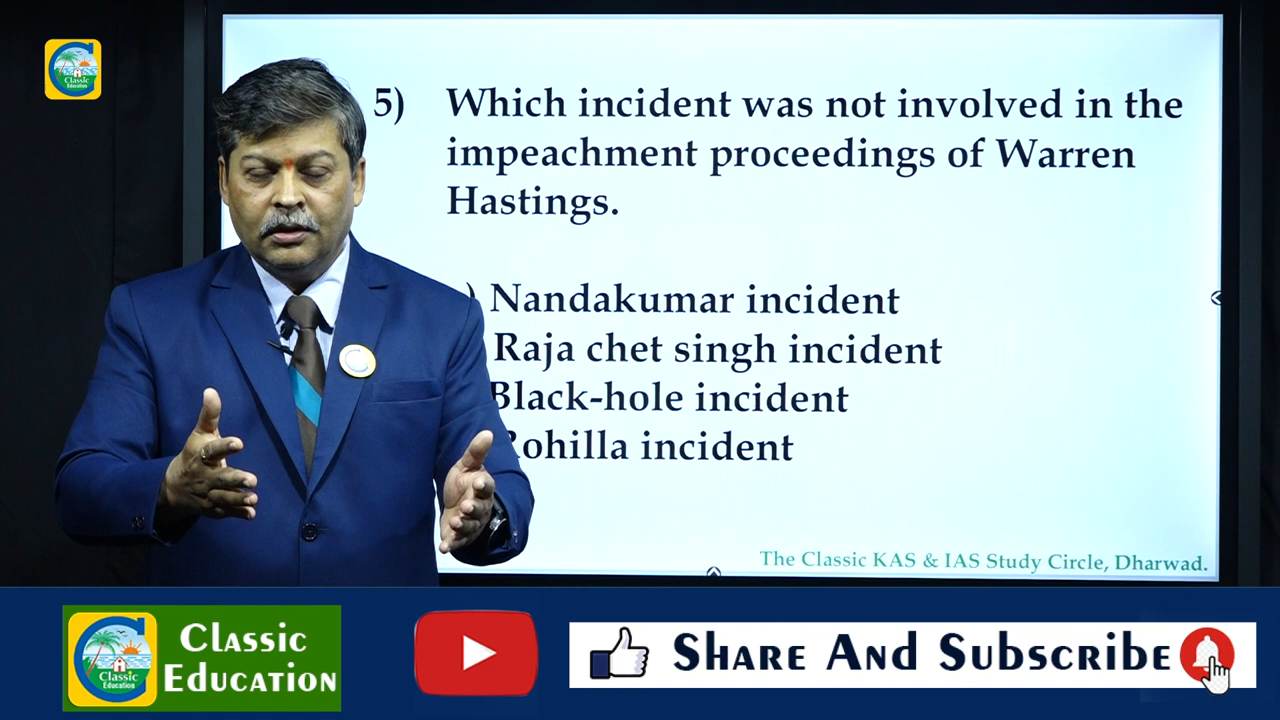 Classic
Education
5) Which incident was not involved in the
impeachment proceedings of Warren
Hastings.
) Nandakumar incident
Raja chet singh incident
Black-hole incident
Rohilla incident
The Classic KAS & IAS Study Circle, Dharwad.
Classic
Education
Classic
Education
Share And Subscribe